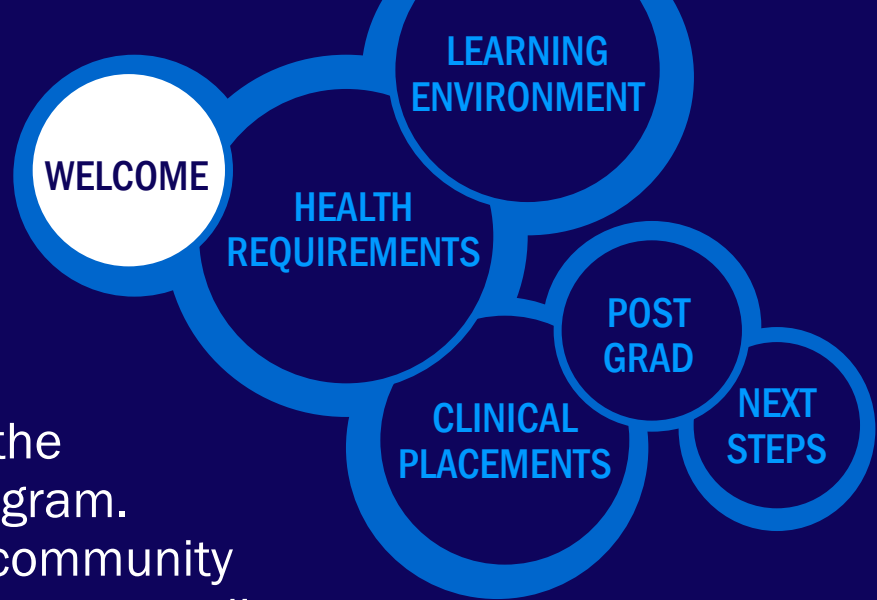 LEARNING
ENVIRONMENT
WELCOME
HEALTH
REQUIREMENTS
POST
GRAD
NEXT
STEPS
CLINICAL
PLACEMENTS
the
gram.
community